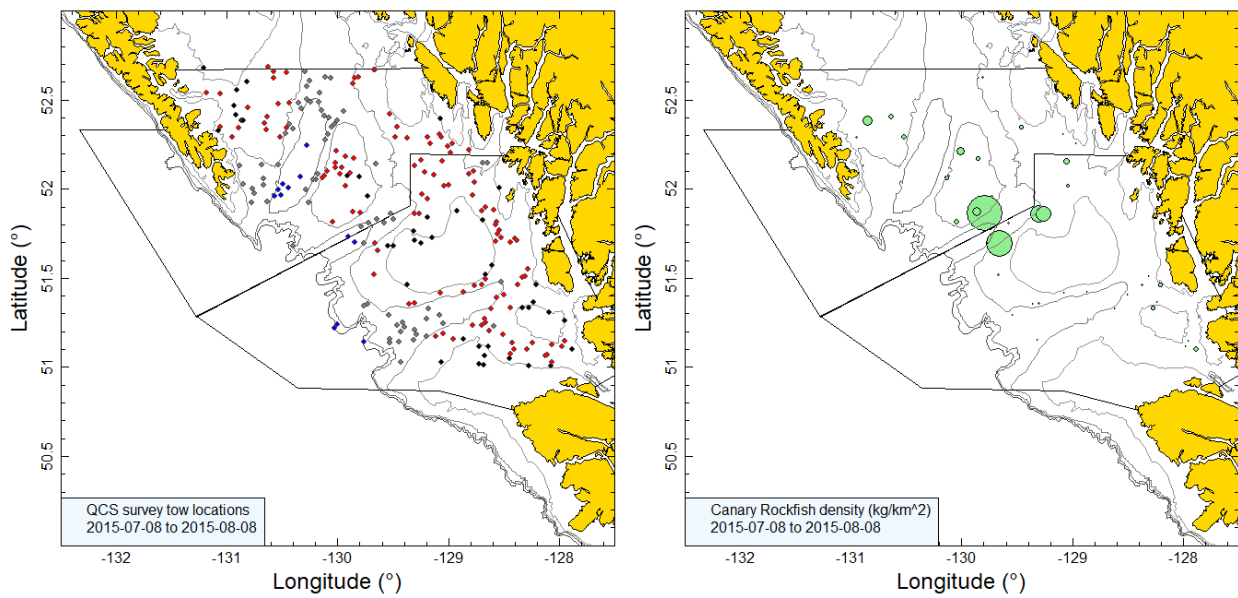 52.5
52
51.5
51
50.5
Latitude (°)
QCS survey tow locations
2015-07-08 to 2015-08-08
-132
-131
-130
-129
-128
Longitude (°)
52.5
52
51.5
51
50.5
Latitude (°)
Canary Rockfish density (kg/km^2)
2015-07-08 to 2015-08-08
-132
-131
-130
-129
-128
Longitude (°)